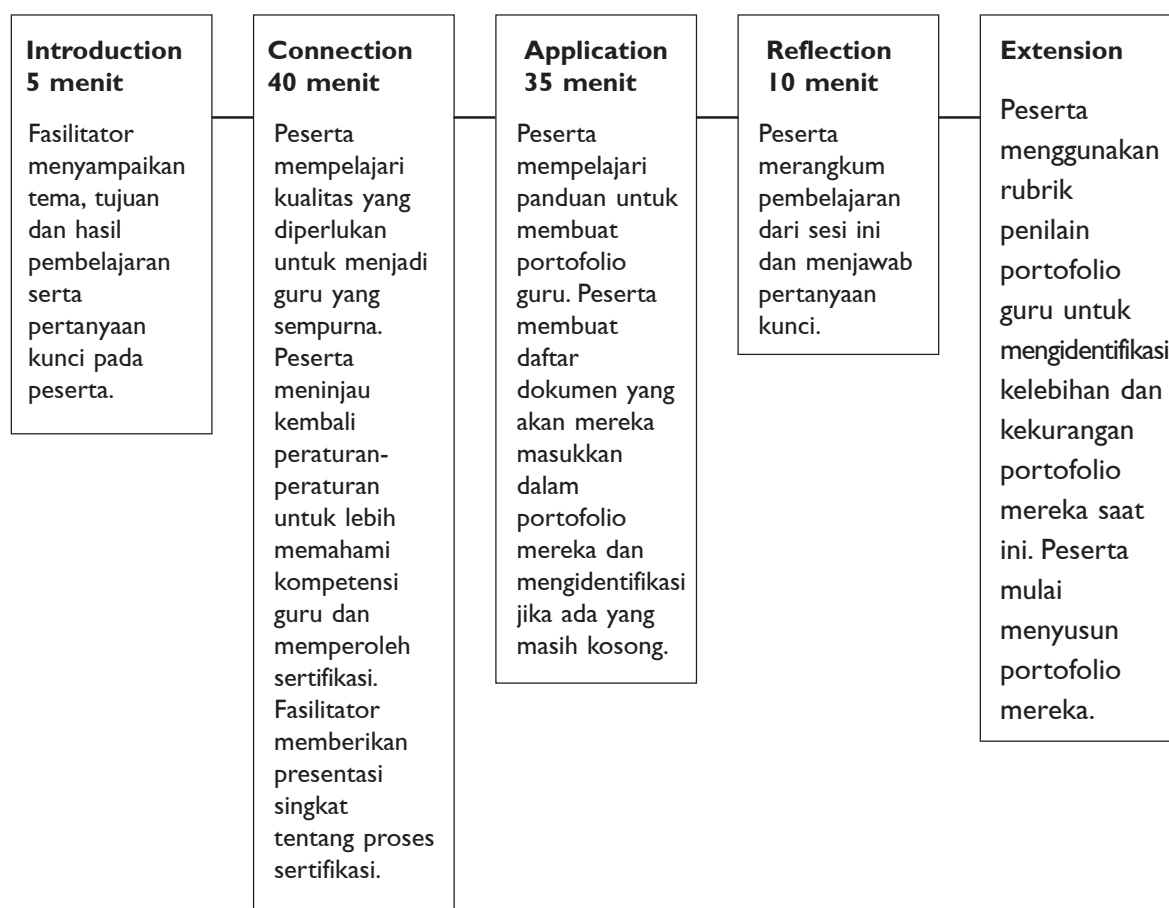 Introduction
5 menit
Fasilitator
menyampaikan
tema, tujuan
dan hasil
pembelajaran
serta
pertanyaan
kunci pada
peserta.
Connection
40 menit
Peserta
mempelajari
kualitas yang
diperlukan
untuk menjadi
guru yang
sempurna.
Peserta
meninjau
kembali
peraturan-
peraturan
untuk lebih
memahami
kompetensi
guru dan
memperoleh
sertifikasi.
Fasilitator
memberikan
presentasi
singkat
tentang proses
sertifikasi.
Application
35 menit
Peserta
mempelajari
panduan untuk
membuat
portofolio
guru. Peserta
membuat
daftar
dokumen yang
akan mereka
masukkan
dalam
portofolio
mereka dan
mengidentifikasi
jika ada yang
masih kosong.
Reflection
10 menit
Peserta
merangkum
pembelajaran
dari sesi ini
dan menjawab
pertanyaan
kunci.
Extension
Peserta
menggunakan
rubrik
penilain
portofolio
guru untuk
mengidentifikasi
kelebihan dan
kekurangan
portofolio
mereka saat
ini. Peserta
mulai
menyusun
portofolio
mereka.